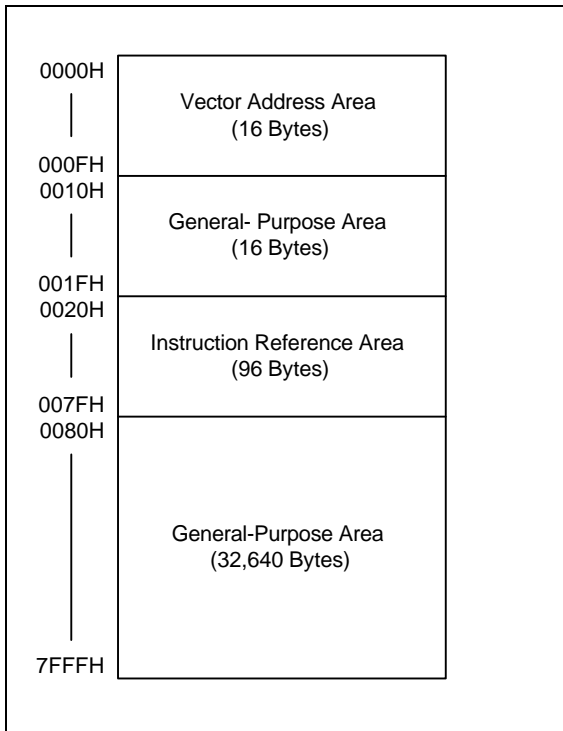 0000H
Vector Address Area
(16 Bytes)
000FH
0010H
General- Purpose Area
(16 Bytes)
001FH
0020H
Instruction Reference Area
(96 Bytes)
007FH
0080H
General-Purpose Area
(32,640 Bytes)
7FFFH